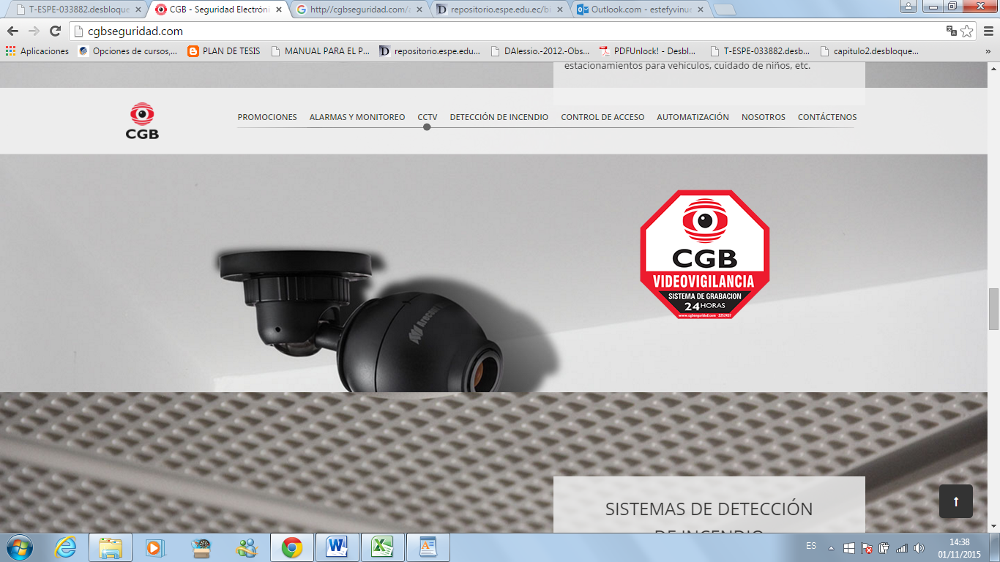 T-ESPE-033882.desbloque
CGB - Seguridad Electróni
http//cgbseguridad.com/
repositorio.espe.edu.ec/bi
Outlook.com - estefyvinue
cgbseguridad.com
Aplicaciones
Opciones de cursos,...
PLAN DE TESIS
MANUAL PARA EL P...
repositorio.espe.edu...
DAlessio.-2012.-Obs...
PDFUnlock! - Desbl...
T-ESPE-033882.desb...
capitulo2.desbloque...
»
estacionamientos para vehículos, cuidado de niños, etc.
CGB
PROMOCIONES
ALARMAS Y MONITOREO
CCTV
DETECCIÓN DE INCENDIO
CONTROL DE ACCESO
AUTOMATIZACIÓN
NOSOTROS
CONTÁCTENOS
CGB
VIDEOVIGILANCIA
SISTEMA DE GRABACION
24 HORAS
www.cgbseguridad.com - 2252437
SISTEMAS DE DETECCIÓN
DE INCENDIO
ES
14:38
01/11/2015